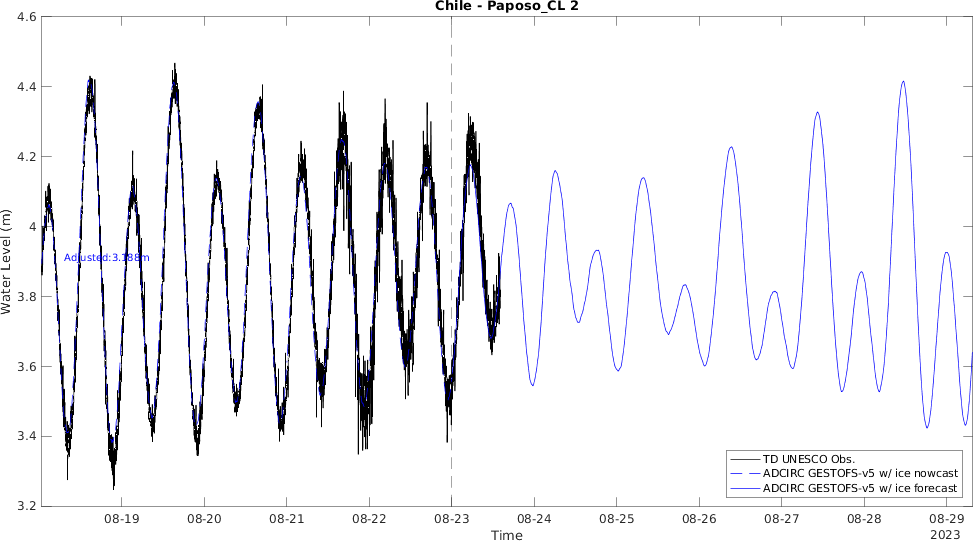 Chile - Paposo_CL 2
4.6
4.4
4.2
4
3.8
3.6
3.4
3.2
Water Level (m)
Adjusted:3.188m
TD UNESCO Obs.
ADCIRC GESTOFS-v5 w/ ice nowcast
ADCIRC GESTOFS-v5 w/ ice forecast
08-19 08-20 08-21 08-22 08-23 08-24 08-25 08-26 08-27 08-28 08-29
Time
2023